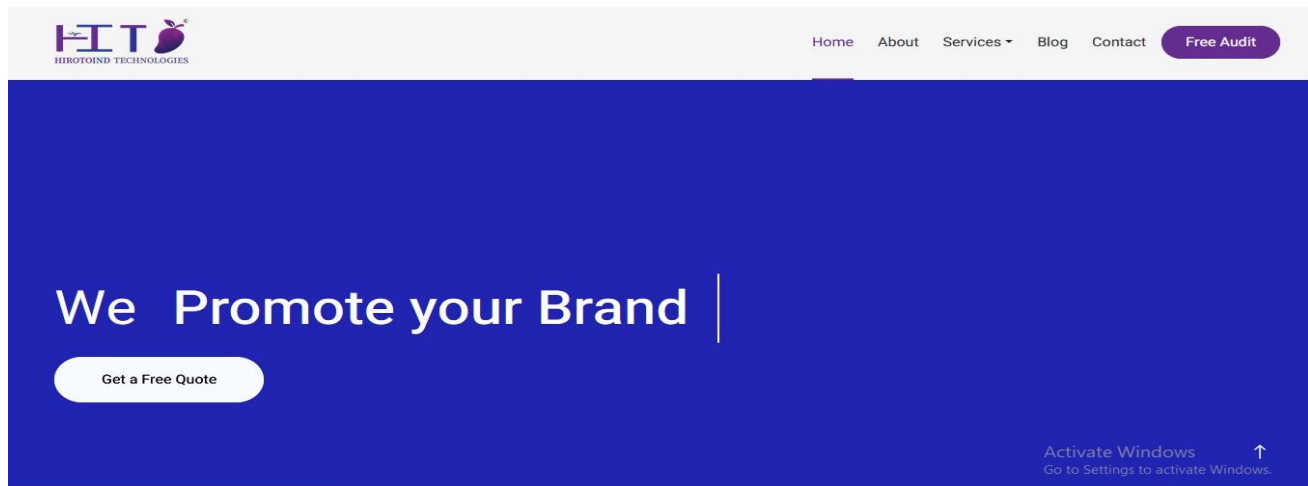 HIT
HIROTOIND TECHNOLOGIES
Home About Services Blog Contact Free Audit
We Promote your Brand
Get a Free Quote
Activate Windows
Go to Settings to activate Windows.